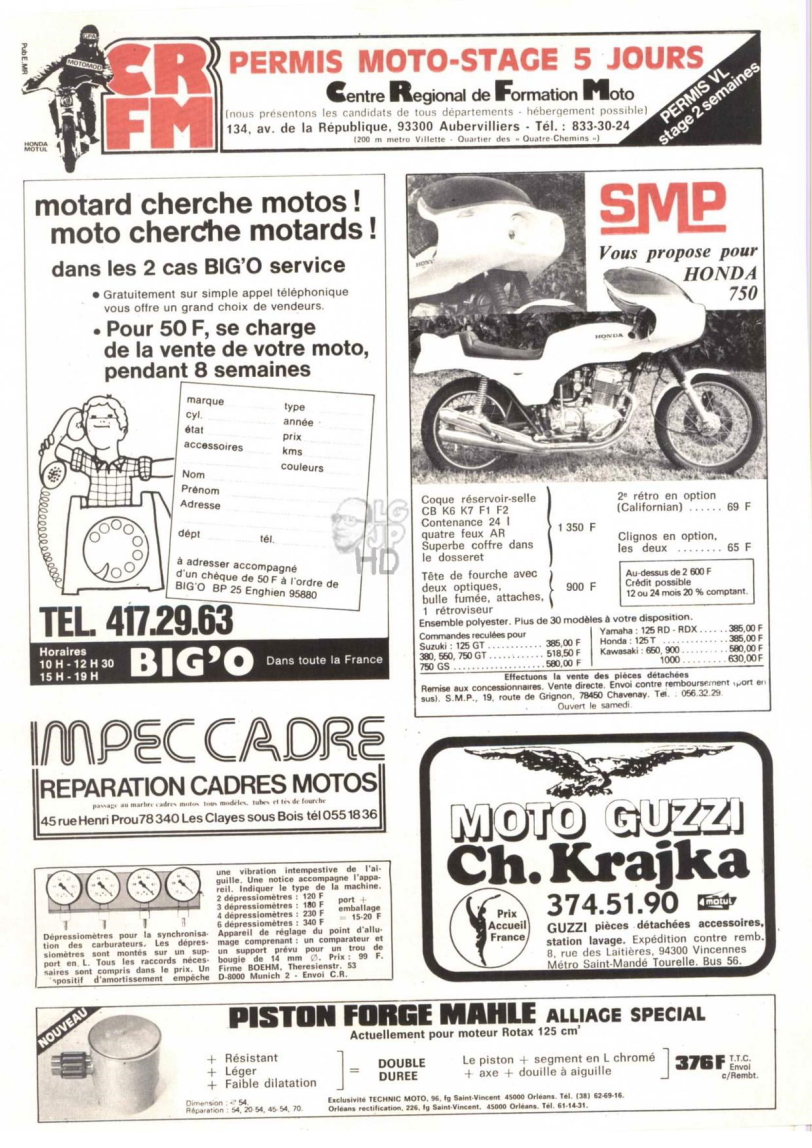 Pub E.MR
GPA
MOTOMOD
HONDA
MOTUL
CR
FM
PERMIS MOTO-STAGE 5 JOURS
Centre Regional de Formation Moto
(nous présentons les candidats de tous départements - hébergement possible)
134, av. de la République, 93300 Aubervilliers - Tél. : 833-30-24
(200 m metro Villette - Quartier des « Quatre-Chemins »)
PERMIS VL
stage 2 semaines
motard cherche motos !
moto cherche motards !
dans les 2 cas BIG'O service
• Gratuitement sur simple appel téléphonique
vous offre un grand choix de vendeurs.
• Pour 50 F, se charge
de la vente de votre moto,
pendant 8 semaines
marque type
cyl. année
état prix
accessoires kms
couleurs
Nom
Prénom
Adresse
dépt tél.
à adresser accompagné
d'un chèque de 50 F à l'ordre de
BIG'O BP 25 Enghien 95880
TEL. 417.29.63
Horaires
10 H - 12 H 30
15 H - 19 H
BIG'O Dans toute la France
LG
JP
HD
SMP
Vous propose pour
HONDA
750
HONDA
Coque réservoir-selle
CB K6 K7 F1 F2
Contenance 24 l
quatre feux AR
Superbe coffre dans
le dosseret
1 350 F
Tête de fourche avec
deux optiques,
bulle fumée, attaches,
1 rétroviseur
900 F
2e rétro en option
(Californian) ...... 69 F
Clignos en option,
les deux ........ 65 F
Au-dessus de 2 600 F
Crédit possible
12 ou 24 mois 20 % comptant.
Ensemble polyester. Plus de 30 modèles à votre disposition.
Commandes reculées pour
Suzuki : 125 GT ............ 385,00 F
380, 550, 750 GT ............ 518,50 F
750 GS .................... 580,00 F
Yamaha : 125 RD - RDX ...... 385,00 F
Honda : 125 T ............... 385,00 F
Kawasaki : 650, 900 .......... 580,00 F
1000 .......... 630,00 F
Effectuons la vente des pièces détachées
Remise aux concessionnaires. Vente directe. Envoi contre remboursement (port en
sus). S.M.P., 19, route de Grignon, 78450 Chavenay. Tél. : 056.32.29.
Ouvert le samedi.
IMPEC CADRE
REPARATION CADRES MOTOS
passage au marbre cadres motos tous modèles, tubes et tés de fourche
45 rue Henri Prou 78 340 Les Clayes sous Bois tél 055 18 36
Dépressiomètres pour la synchronisa-
tion des carburateurs. Les dépres-
siomètres sont montés sur un sup-
port en L. Tous les raccords néces-
saires sont compris dans le prix. Un
spositif d'amortissement empêche
une vibration intempestive de l'ai-
guille. Une notice accompagne l'appa-
reil. Indiquer le type de la machine.
2 dépressiomètres : 120 F
3 dépressiomètres : 180 F
4 dépressiomètres : 230 F
6 dépressiomètres : 340 F
port +
emballage
= 15-20 F
Appareil de réglage du point d'allu-
mage comprenant : un comparateur et
un support prévu pour un trou de
bougie de 14 mm ∅. Prix : 99 F.
Firme BOEHM, Theresienstr. 53
D-8000 Munich 2 - Envoi C.R.
MOTO GUZZI
Ch. Krajka
374.51.90
motul
Prix
Accueil
France
GUZZI pièces détachées accessoires,
station lavage. Expédition contre remb.
8, rue des Laitières, 94300 Vincennes
Métro Saint-Mandé Tourelle. Bus 56.
NOUVEAU
PISTON FORGE MAHLE ALLIAGE SPECIAL
Actuellement pour moteur Rotax 125 cm³
+ Résistant
+ Léger
+ Faible dilatation
= DOUBLE
DUREE
Le piston + segment en L chromé
+ axe + douille à aiguille
376 F T.T.C.
Envoi
c/Rembt.
Dimension : 54.
Réparation : 54, 20-54, 45-54, 70.
Exclusivité TECHNIC MOTO, 96, fg Saint-Vincent 45000 Orléans. Tél. (38) 62-69-16.
Orléans rectification, 226, fg Saint-Vincent, 45000 Orléans. Tél. 61-14-31.